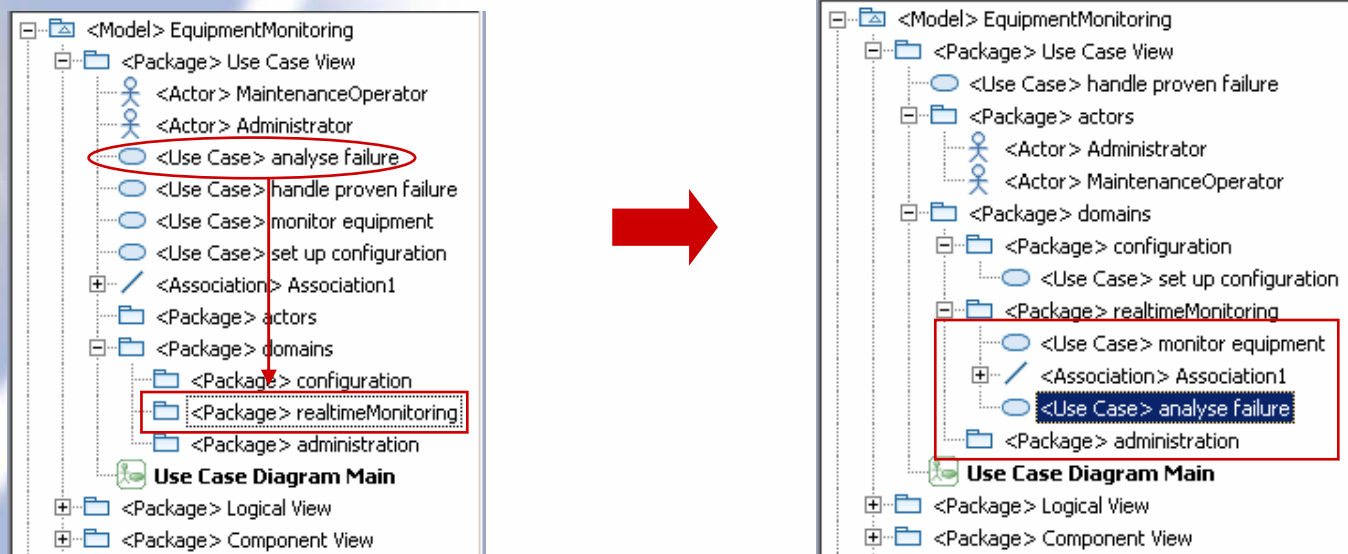 <Model> EquipmentMonitoring
<Package> Use Case View
<Actor> MaintenanceOperator
<Actor> Administrator
<Use Case> analyse failure
<Use Case> handle proven failure
<Use Case> monitor equipment
<Use Case> set up configuration
<Association> Association1
<Package> actors
<Package> domains
<Package> configuration
<Package> realtimeMonitoring
<Package> administration
Use Case Diagram Main
<Package> Logical View
<Package> Component View
<Model> EquipmentMonitoring
<Package> Use Case View
<Use Case> handle proven failure
<Package> actors
<Actor> Administrator
<Actor> MaintenanceOperator
<Package> domains
<Package> configuration
<Use Case> set up configuration
<Package> realtimeMonitoring
<Use Case> monitor equipment
<Association> Association1
<Use Case> analyse failure
<Package> administration
Use Case Diagram Main
<Package> Logical View
<Package> Component View